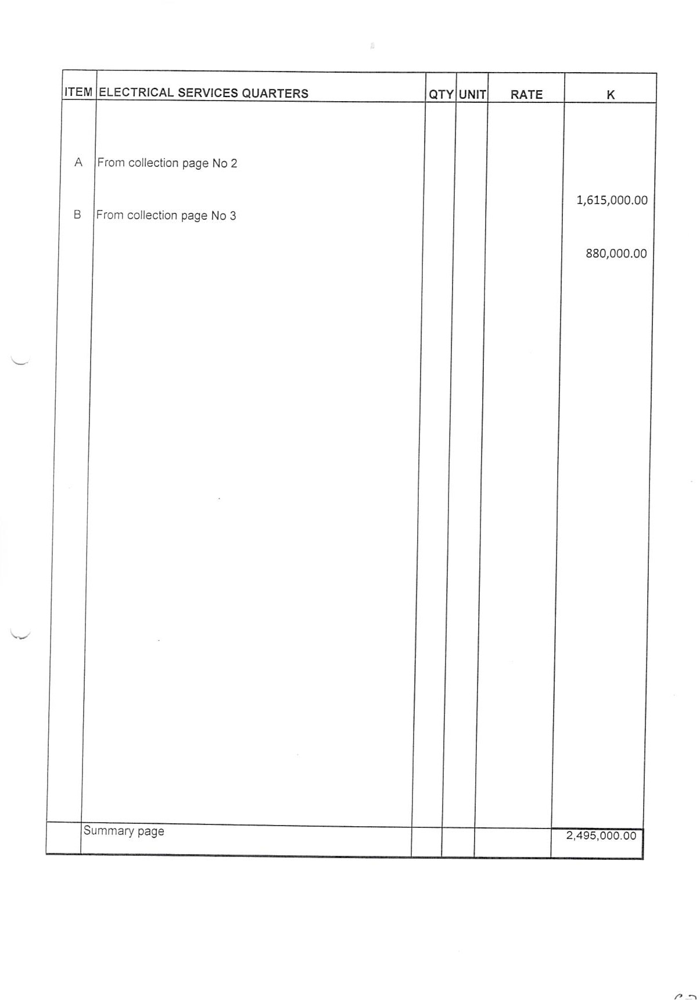 ITEM ELECTRICAL SERVICES QUARTERS QTY UNIT RATE K
A From collection page No 2
1,615,000.00
B From collection page No 3
880,000.00
Summary page 2,495,000.00